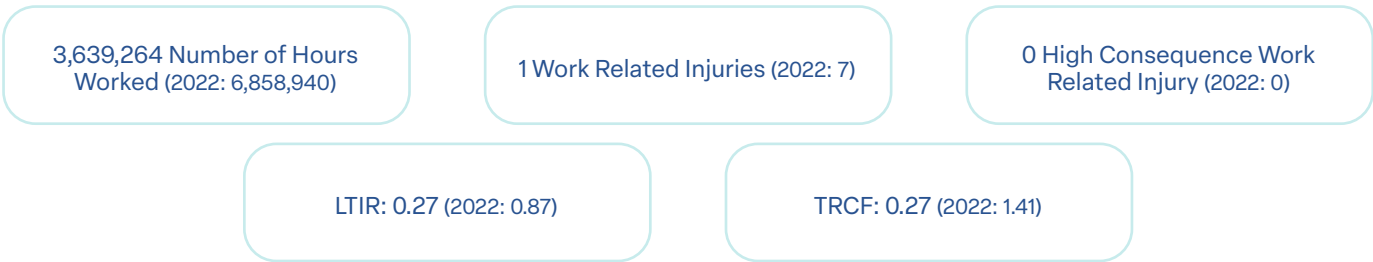 3,639,264 Number of Hours
Worked (2022: 6,858,940)
1 Work Related Injuries (2022: 7)
0 High Consequence Work
Related Injury (2022: 0)
LTIR: 0.27 (2022: 0.87)
TRCF: 0.27 (2022: 1.41)